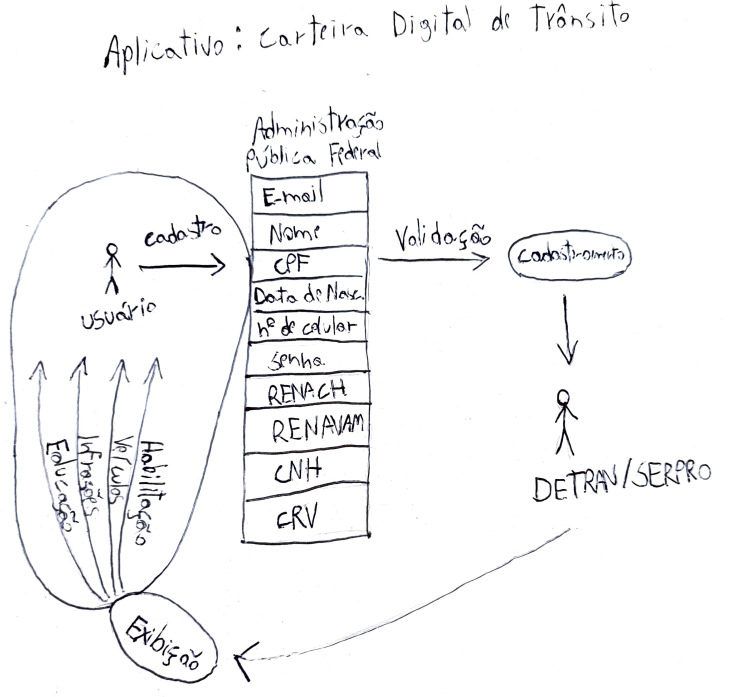 Aplicativo: Carteira Digital de Trânsito
Administração
Pública Federal
E-mail
Nome
CPF
Data de Nasc.
nº de celular
Senha
RENACH
RENAVAM
CNH
CRV
cadastro
usuário
Validação
Cadastramento
DETRAN/SERPRO
Educação
Infrações
Veículos
Habilitação
Exibição